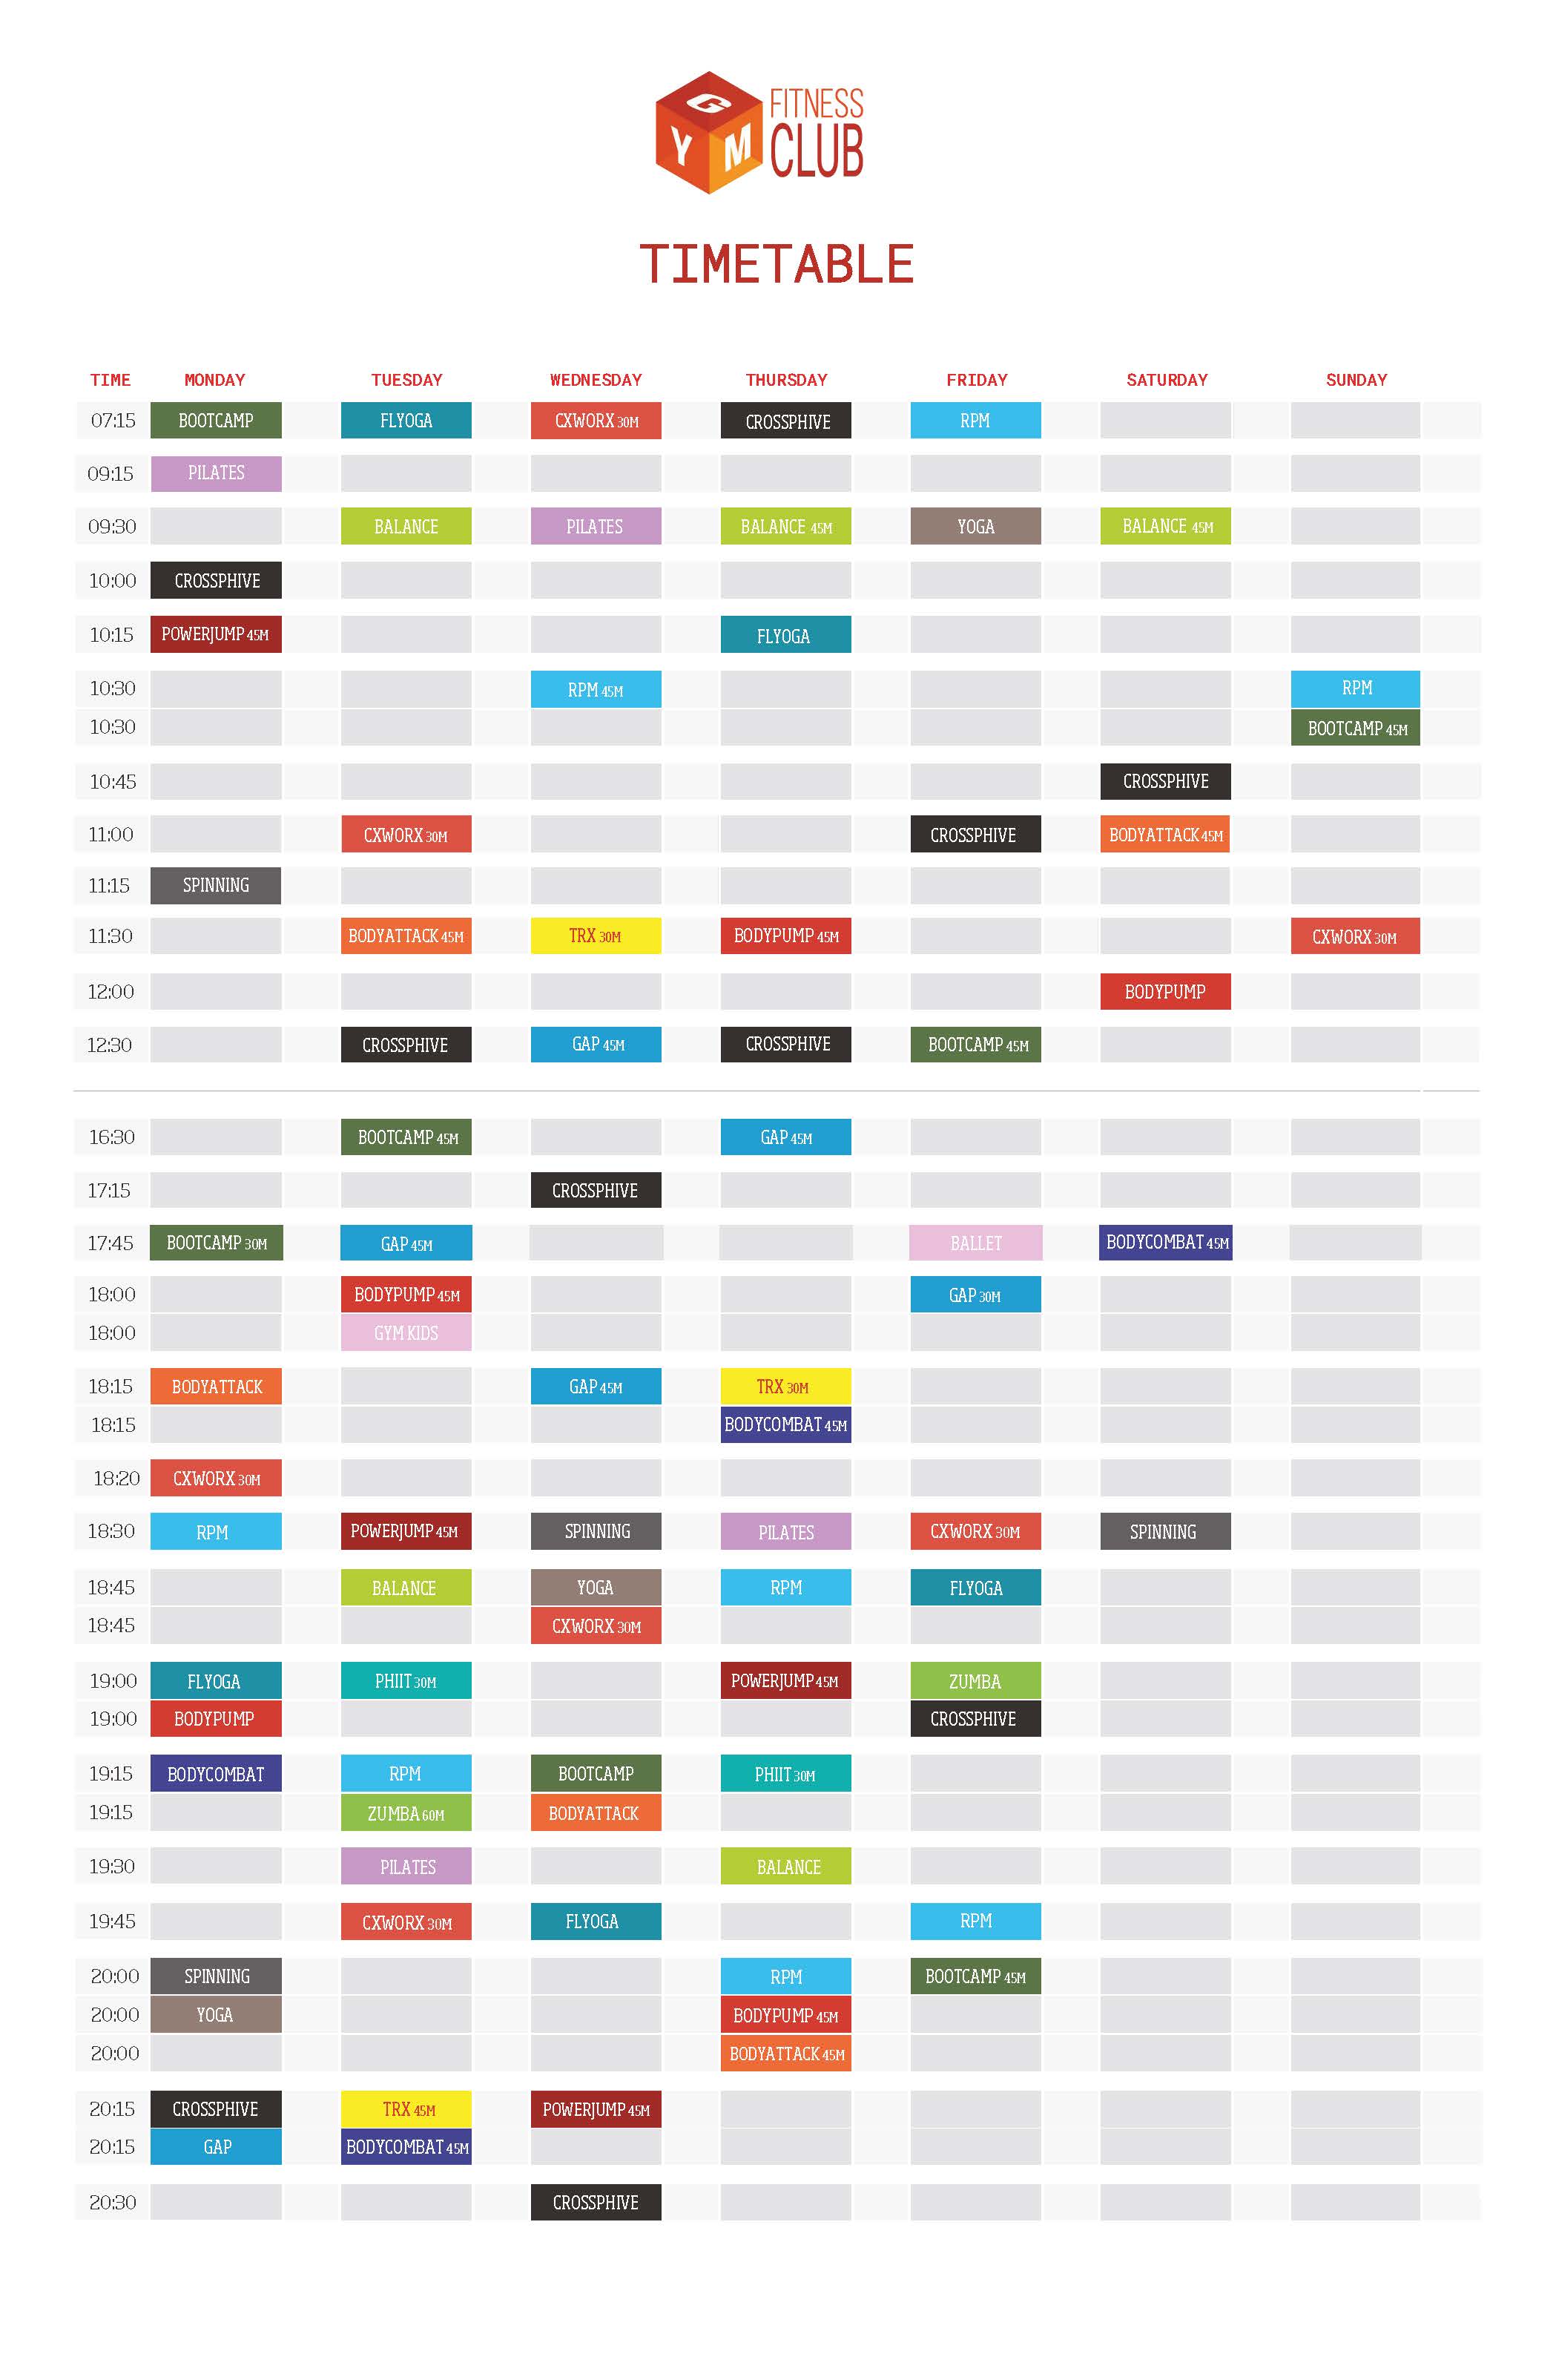 G
Y M
FITNESS
CLUB
TIMETABLE
TIME MONDAY TUESDAY WEDNESDAY THURSDAY FRIDAY SATURDAY SUNDAY
07:15 BOOTCAMP FLYOGA CXWORX 30M CROSSPHIVE RPM
09:15 PILATES
09:30 BALANCE PILATES BALANCE 45M YOGA BALANCE 45M
10:00 CROSSPHIVE
10:15 POWERJUMP 45M FLYOGA
10:30 RPM 45M RPM
10:30 BOOTCAMP 45M
10:45 CROSSPHIVE
11:00 CXWORX 30M CROSSPHIVE BODYATTACK 45M
11:15 SPINNING
11:30 BODYATTACK 45M TRX 30M BODYPUMP 45M CXWORX 30M
12:00 BODYPUMP
12:30 CROSSPHIVE GAP 45M CROSSPHIVE BOOTCAMP 45M
16:30 BOOTCAMP 45M GAP 45M
17:15 CROSSPHIVE
17:45 BOOTCAMP 30M GAP 45M BALLET BODYCOMBAT 45M
18:00 BODYPUMP 45M GAP 30M
18:00 GYM KIDS
18:15 BODYATTACK GAP 45M TRX 30M
18:15 BODYCOMBAT 45M
18:20 CXWORX 30M
18:30 RPM POWERJUMP 45M SPINNING PILATES CXWORX 30M SPINNING
18:45 BALANCE YOGA RPM FLYOGA
18:45 CXWORX 30M
19:00 FLYOGA PHIIT 30M POWERJUMP 45M ZUMBA
19:00 BODYPUMP CROSSPHIVE
19:15 BODYCOMBAT RPM BOOTCAMP PHIIT 30M
19:15 ZUMBA 60M BODYATTACK
19:30 PILATES BALANCE
19:45 CXWORX 30M FLYOGA RPM
20:00 SPINNING RPM BOOTCAMP 45M
20:00 YOGA BODYPUMP 45M
20:00 BODYATTACK 45M
20:15 CROSSPHIVE TRX 45M POWERJUMP 45M
20:15 GAP BODYCOMBAT 45M
20:30 CROSSPHIVE